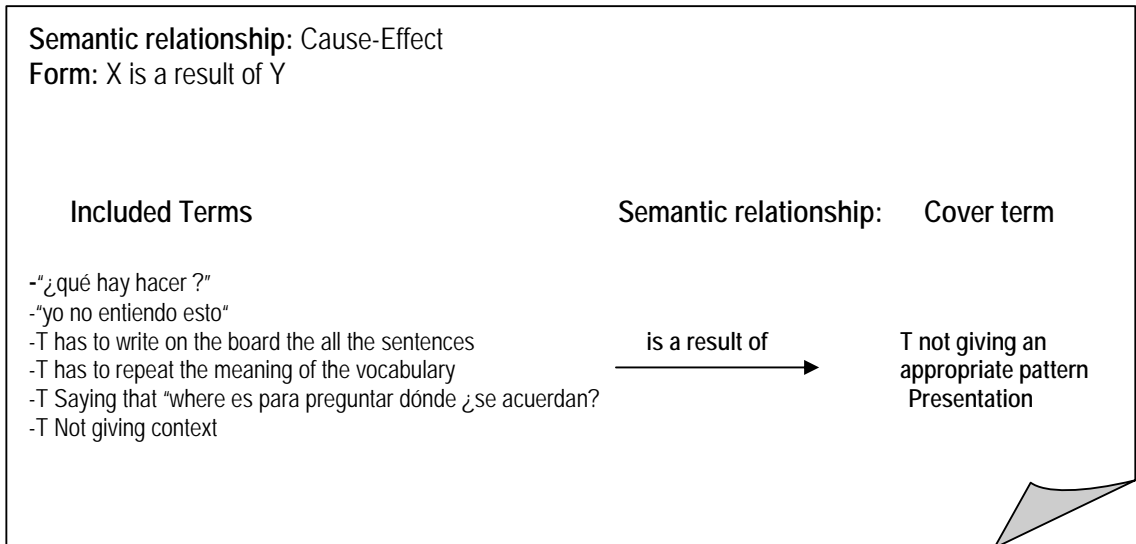 Semantic relationship: Cause-Effect
Form: X is a result of Y
Included Terms Semantic relationship: Cover term
-"¿qué hay hacer ?"
-"yo no entiendo esto"
-T has to write on the board the all the sentences is a result of T not giving an
-T has to repeat the meaning of the vocabulary appropriate pattern
-T Saying that "where es para preguntar dónde ¿se acuerdan? Presentation
-T Not giving context